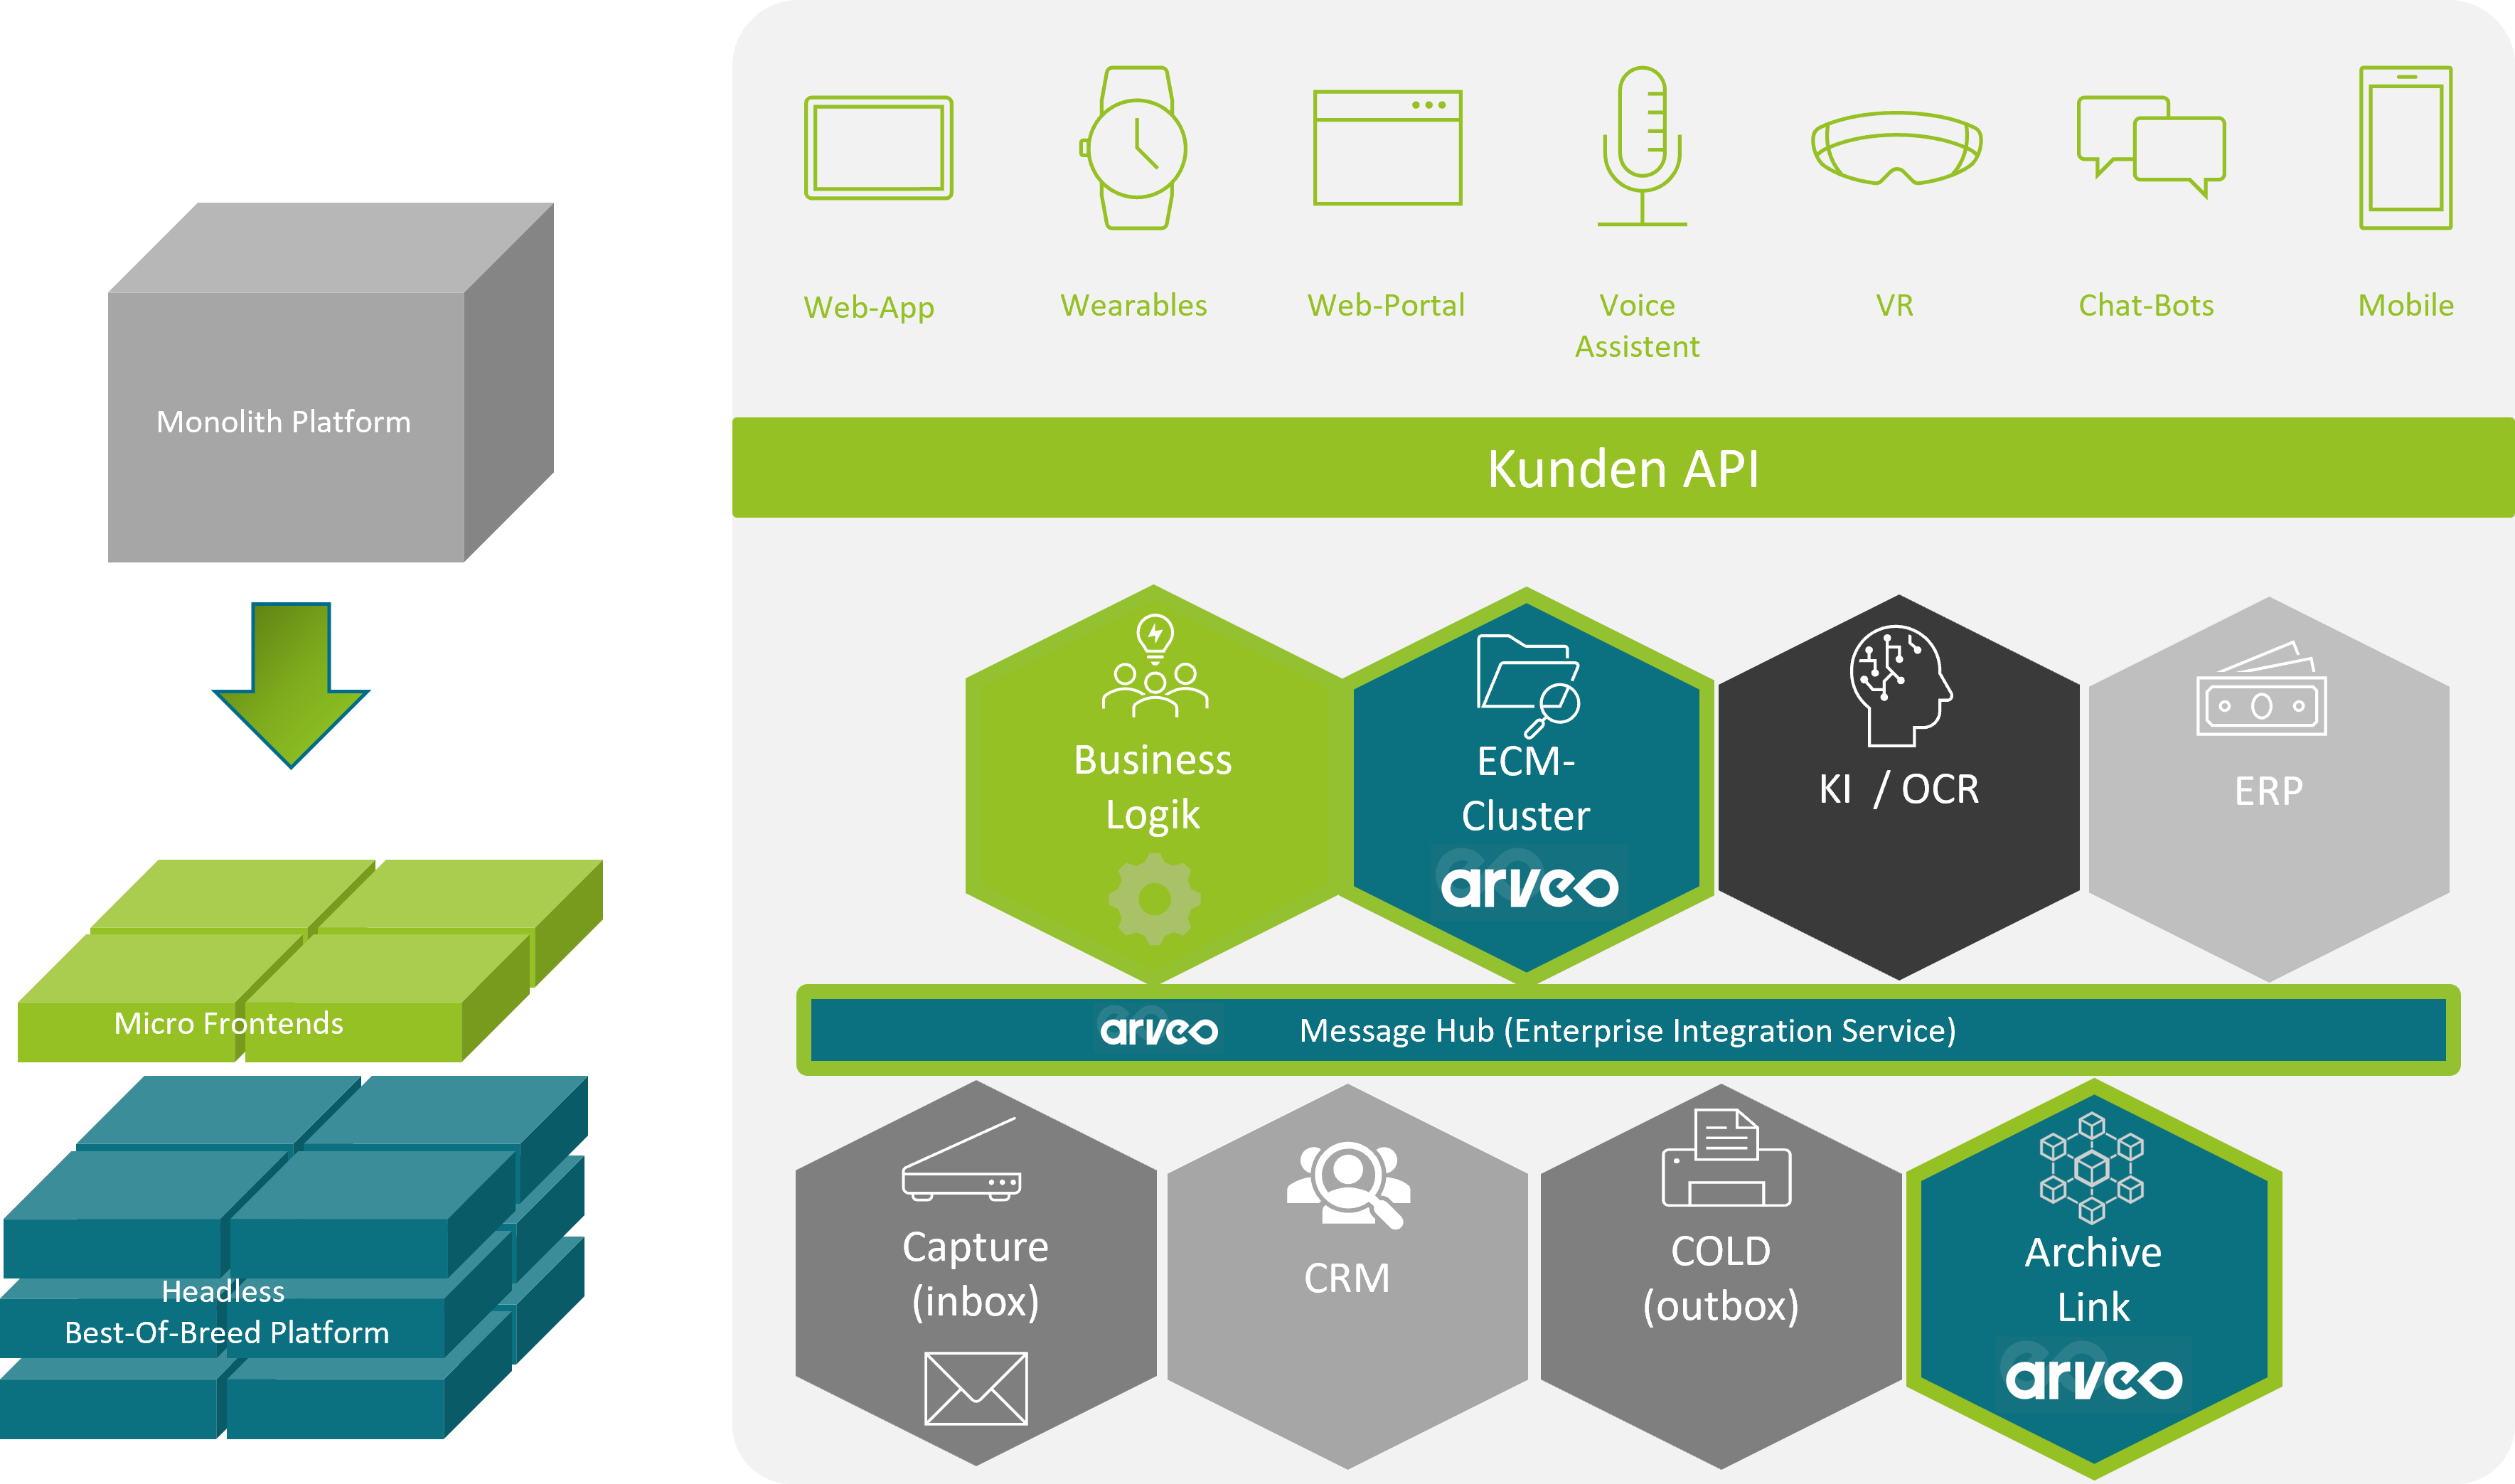 Monolith Platform
Micro Frontends
Headless
Best-Of-Breed Platform
Web-App
Wearables
Web-Portal
Voice
Assistent
VR
Chat-Bots
Mobile
Kunden API
Business
Logik
ECM-
Cluster
arveo
KI / OCR
ERP
arveo Message Hub (Enterprise Integration Service)
Capture
(inbox)
CRM
COLD
(outbox)
Archive
Link
arveo